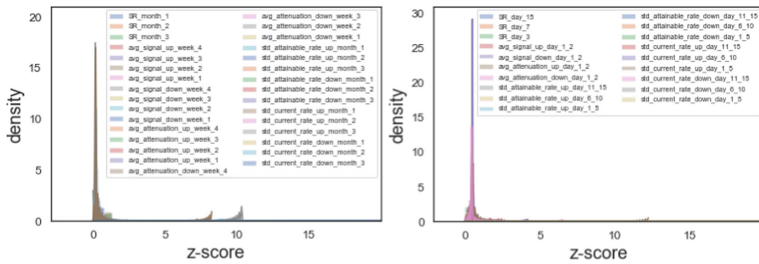 20
15
10
5
0
density
SR_month_1
SR_month_2
SR_month_3
avg_signal_up_week_4
avg_signal_up_week_3
avg_signal_up_week_2
avg_signal_up_week_1
avg_signal_down_week_4
avg_signal_down_week_3
avg_signal_down_week_2
avg_signal_down_week_1
avg_attenuation_up_week_4
avg_attenuation_up_week_3
avg_attenuation_up_week_2
avg_attenuation_up_week_1
avg_attenuation_down_week_4
avg_attenuation_down_week_3
avg_attenuation_down_week_2
avg_attenuation_down_week_1
std_attainable_rate_up_month_1
std_attainable_rate_up_month_2
std_attainable_rate_up_month_3
std_attainable_rate_down_month_1
std_attainable_rate_down_month_2
std_attainable_rate_down_month_3
std_current_rate_up_month_1
std_current_rate_up_month_2
std_current_rate_up_month_3
std_current_rate_down_month_1
std_current_rate_down_month_2
std_current_rate_down_month_3
0 5 10 15
z-score
30
25
20
15
10
5
0
density
SR_day_15
SR_day_7
SR_day_3
avg_signal_up_day_1_2
avg_signal_down_day_1_2
avg_attenuation_up_day_1_2
avg_attenuation_down_day_1_2
std_attainable_rate_up_day_11_15
std_attainable_rate_up_day_6_10
std_attainable_rate_up_day_1_5
std_attainable_rate_down_day_11_15
std_attainable_rate_down_day_6_10
std_attainable_rate_down_day_1_5
std_current_rate_up_day_11_15
std_current_rate_up_day_6_10
std_current_rate_up_day_1_5
std_current_rate_down_day_11_15
std_current_rate_down_day_6_10
std_current_rate_down_day_1_5
0 5 10 15
z-score